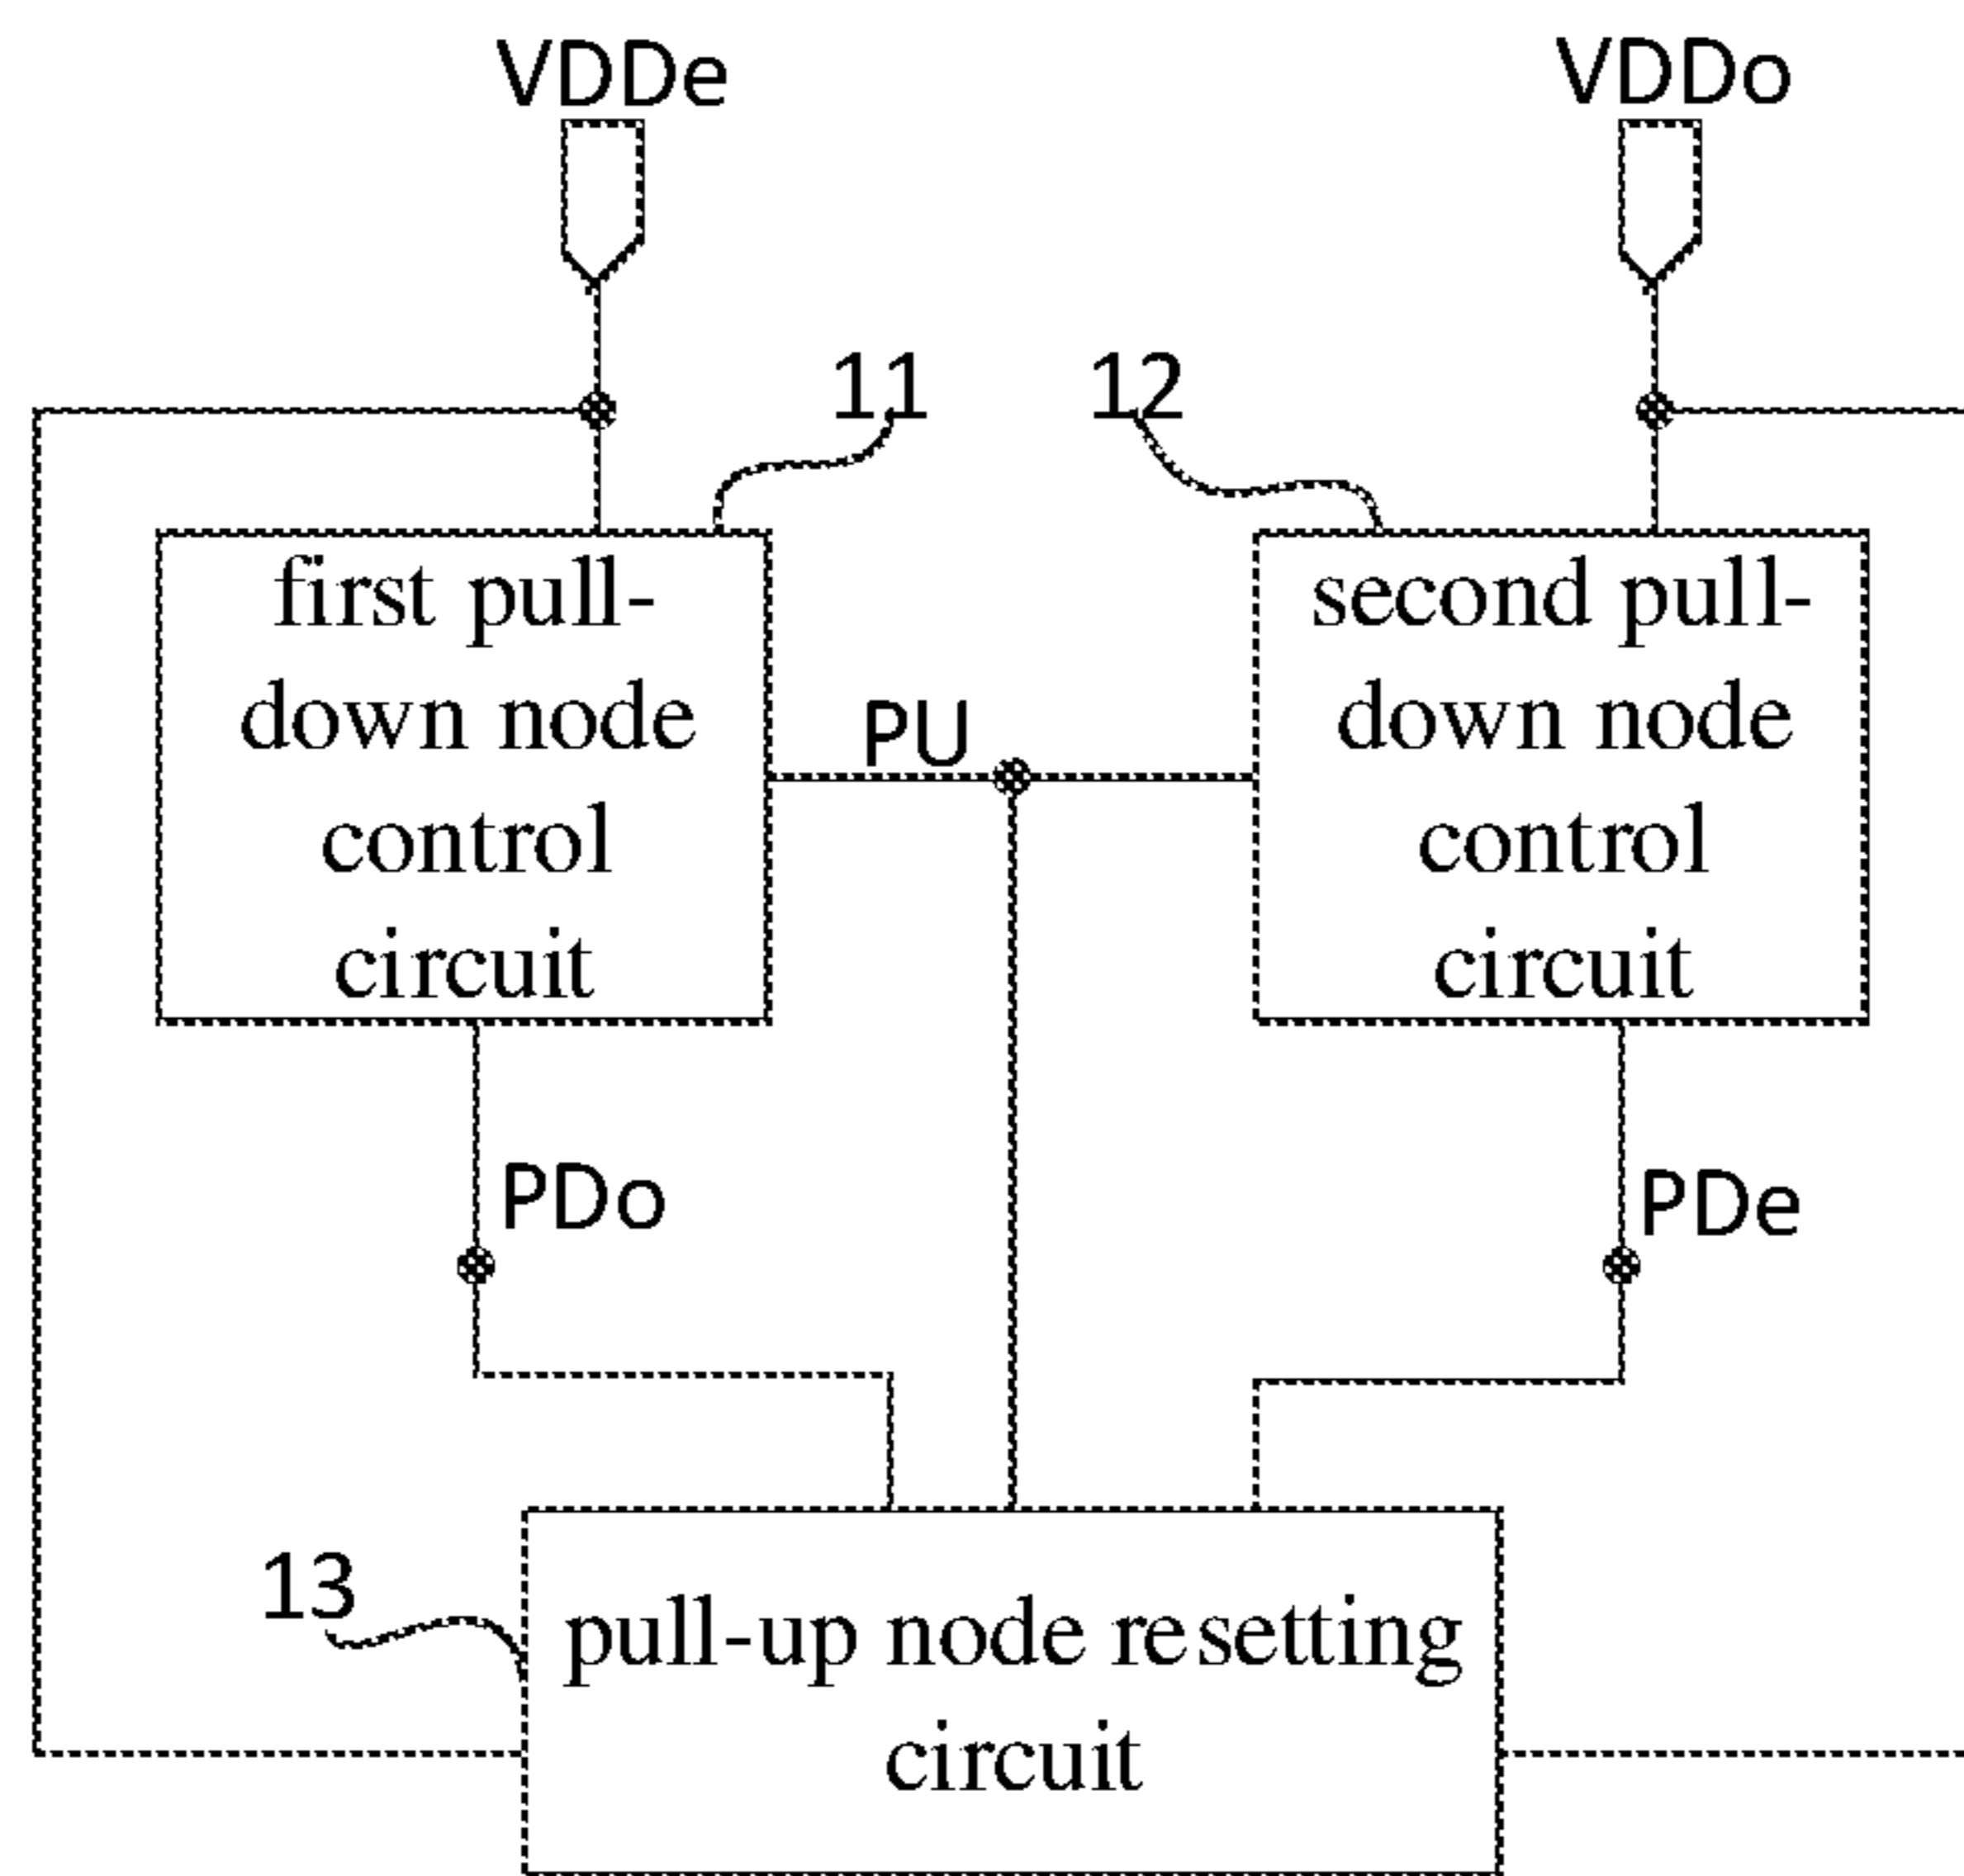 VDDe
VDDo
11
12
first pull-
down node
control
circuit
PU
second pull-
down node
control
circuit
PDo
PDe
13
pull-up node resetting
circuit